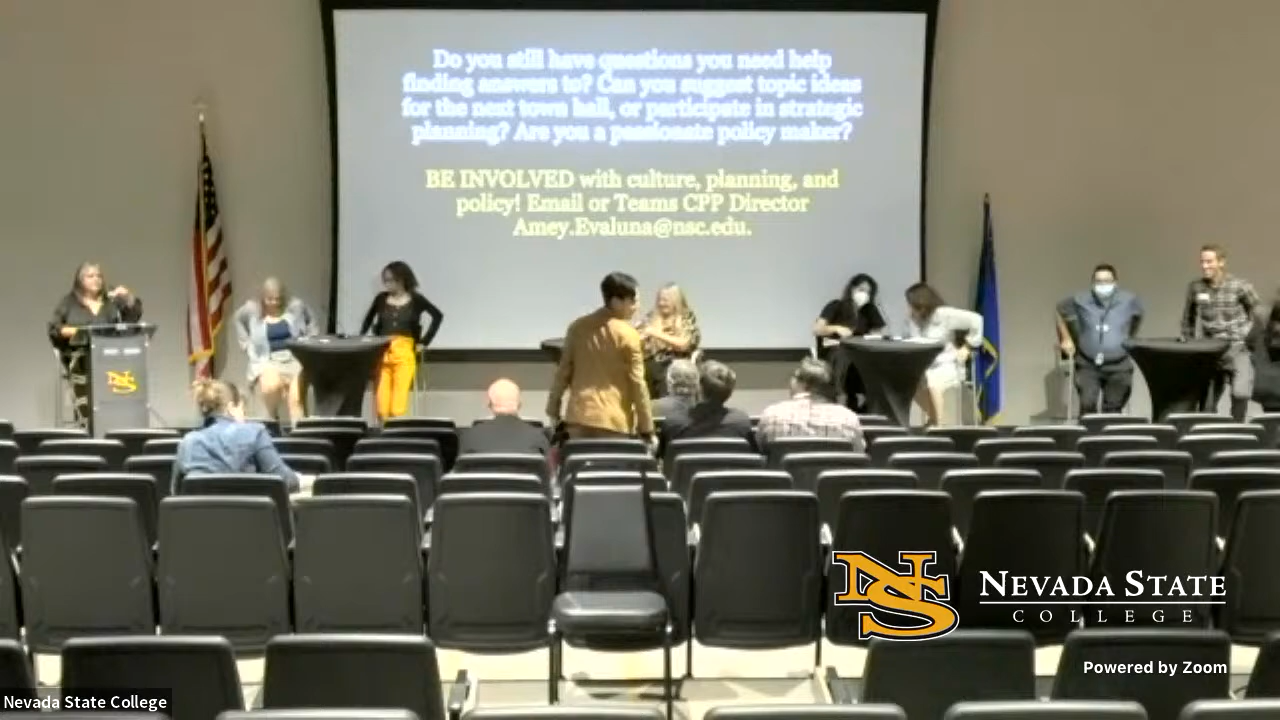 Do you still have questions you need help
finding answers to? Can you suggest topic ideas
for the next town hall, or participate in strategic
planning? Are you a passionate policy maker?
BE INVOLVED with culture, planning, and
policy! Email or Teams CPP Director
Amey.Evaluna@nsc.edu.
NS
NS
NEVADA STATE
COLLEGE
Powered by Zoom
Nevada State College